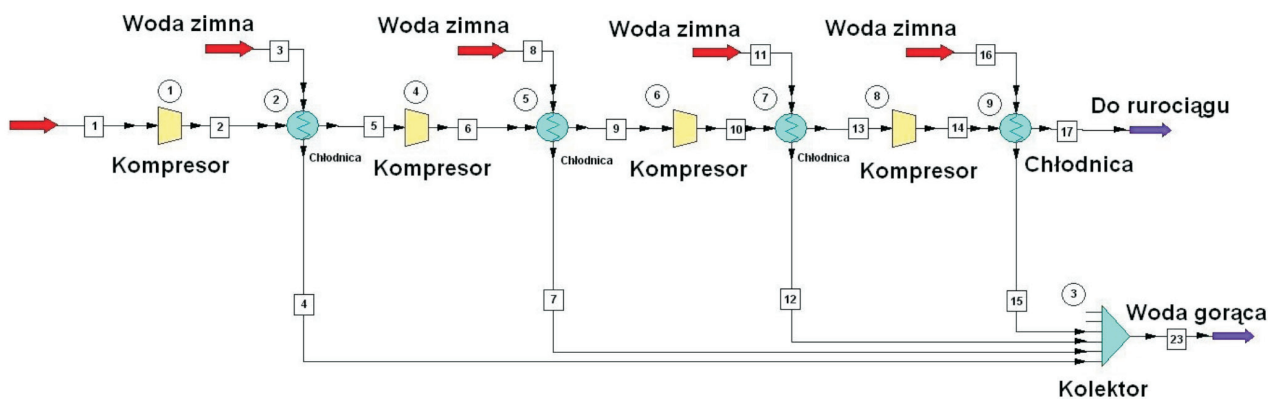 Woda zimna
Woda zimna
Woda zimna
Woda zimna
3
8
11
16
1
2
4
5
6
7
8
9
1
2
5
6
9
10
13
14
17
Do rurociągu
Kompresor
Chłodnica
Kompresor
Chłodnica
Kompresor
Chłodnica
Kompresor
Chłodnica
4
7
12
15
3
Woda gorąca
23
Kolektor